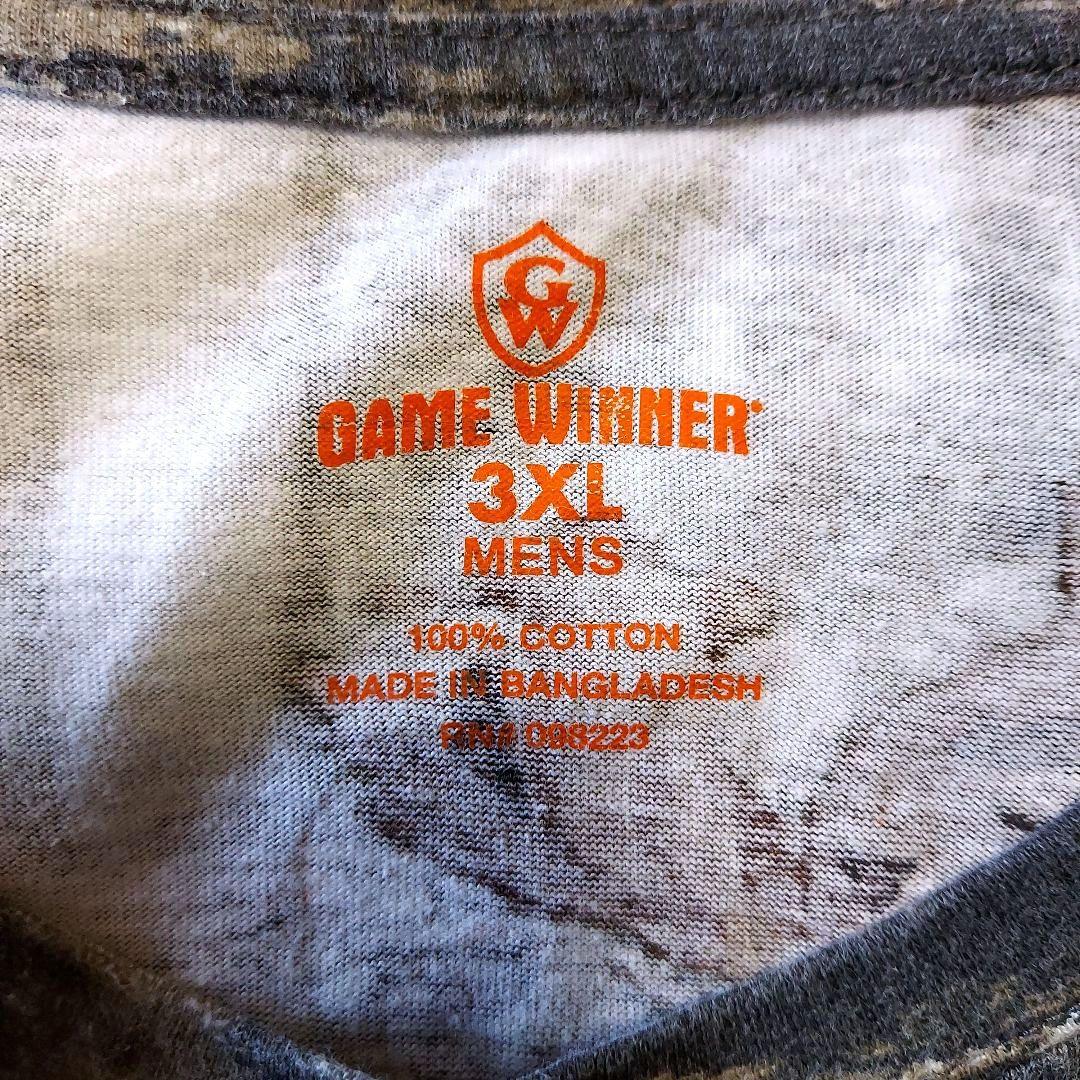 GW
GAME WINNER
3XL
MENS
100% COTTON
MADE IN BANGLADESH
RN# 098223